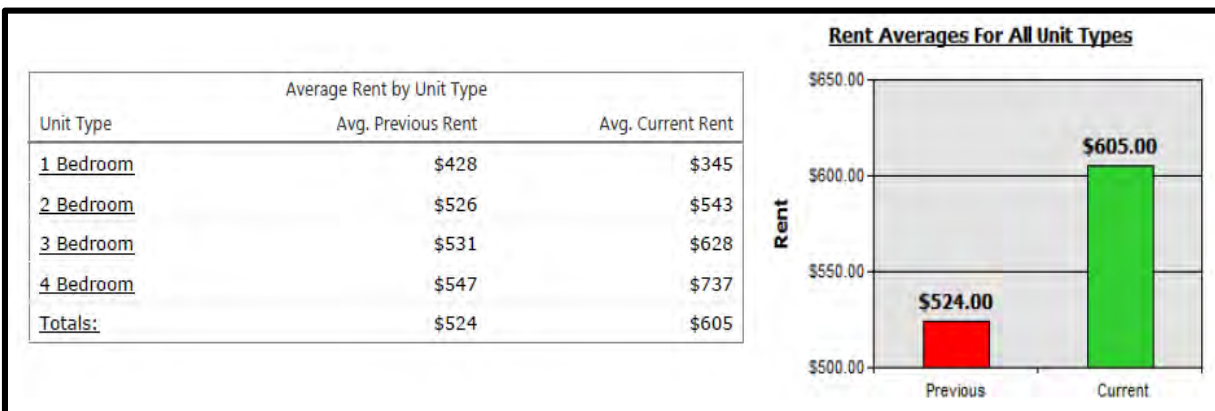 Average Rent by Unit Type
Unit Type Avg. Previous Rent Avg. Current Rent
1 Bedroom $428 $345
2 Bedroom $526 $543
3 Bedroom $531 $628
4 Bedroom $547 $737
Totals: $524 $605
Rent Averages For All Unit Types
$650.00
$600.00
$550.00
$500.00
Rent
$524.00
$605.00
Previous Current